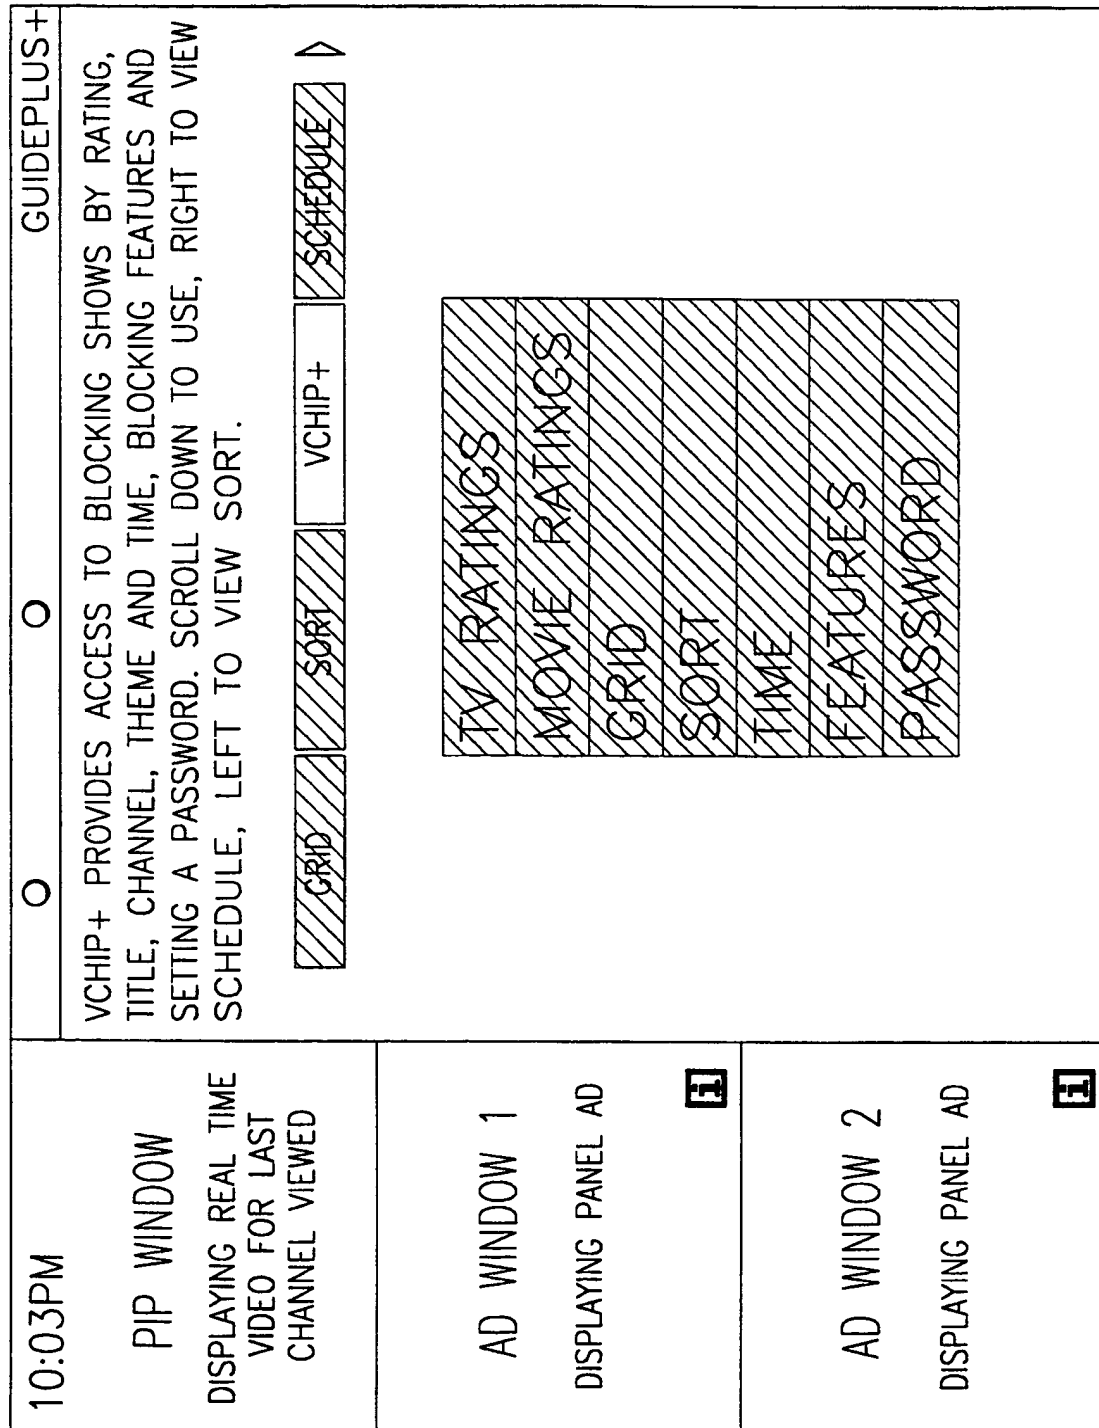 10:03PM
GUIDEPLUS+
PIP WINDOW
DISPLAYING REAL TIME
VIDEO FOR LAST
CHANNEL VIEWED
AD WINDOW 1
DISPLAYING PANEL AD
i
AD WINDOW 2
DISPLAYING PANEL AD
i
VCHIP+ PROVIDES ACCESS TO BLOCKING SHOWS BY RATING,
TITLE, CHANNEL, THEME AND TIME, BLOCKING FEATURES AND
SETTING A PASSWORD. SCROLL DOWN TO USE, RIGHT TO VIEW
SCHEDULE, LEFT TO VIEW SORT.
GRID SORT VCHIP+ SCHEDULE
TV RATINGS
MOVIE RATINGS
GRID
SORT
TIME
FEATURES
PASSWORD